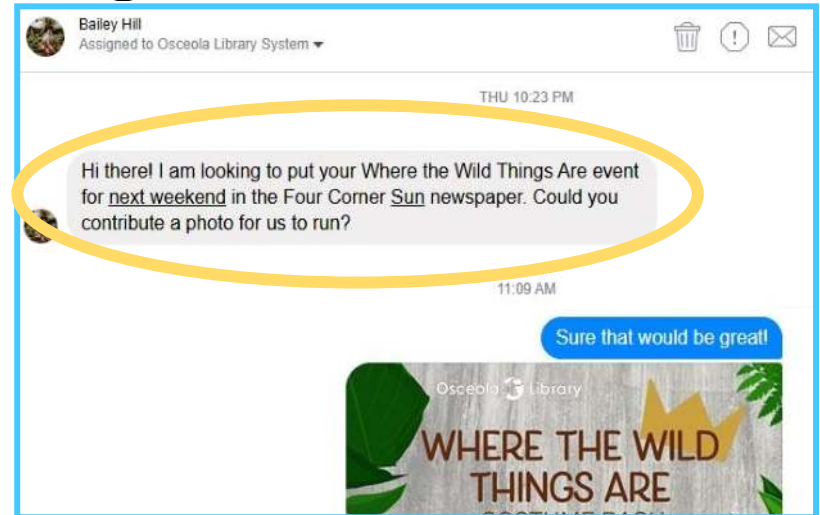 Bailey Hill
Assigned to Osceola Library System
THU 10:23 PM
Hi there! I am looking to put your Where the Wild Things Are event
for next weekend in the Four Corner Sun newspaper. Could you
contribute a photo for us to run?
11:09 AM
Sure that would be great!
Osceola Library
WHERE THE WILD
THINGS ARE
COSTUME